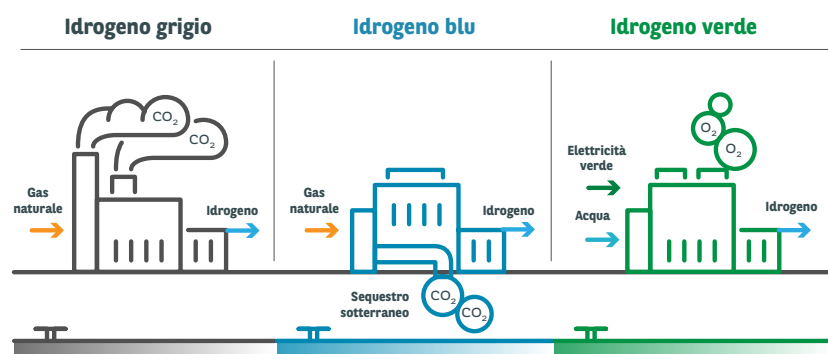 Idrogeno grigio
Idrogeno blu
Idrogeno verde
CO₂
CO₂
Gas
naturale
Idrogeno
Gas
naturale
Idrogeno
Sequestro
sotterraneo
CO₂
CO₂
O₂
O₂
Elettricità
verde
Acqua
Idrogeno